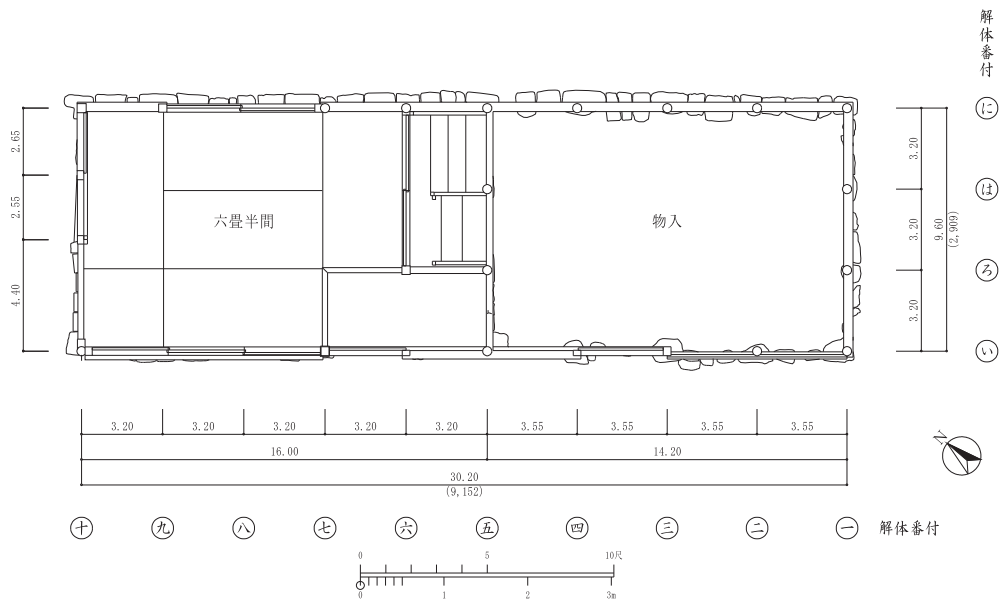 解体番付
に
は
ろ
い
2.65
2.55
4.40
六畳半間
物入
3.20
3.20
3.20
9.60
(2,909)
3.20 3.20 3.20 3.20 3.20 3.55 3.55 3.55 3.55
16.00 14.20
30.20
(9,152)
N
十 九 八 七 六 五 四 三 二 一 解体番付
0 5 10尺
0 1 2 3m